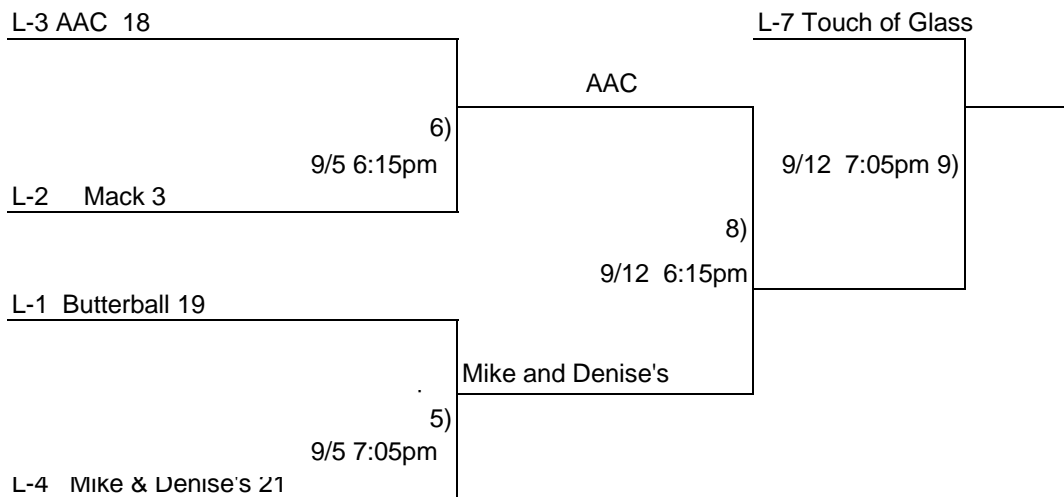 L-3 AAC 18
L-7 Touch of Glass
AAC
6)
9/5 6:15pm
9/12 7:05pm 9)
L-2 Mack 3
8)
9/12 6:15pm
L-1 Butterball 19
Mike and Denise's
.
5)
9/5 7:05pm
L-4 Mike & Denise's 21